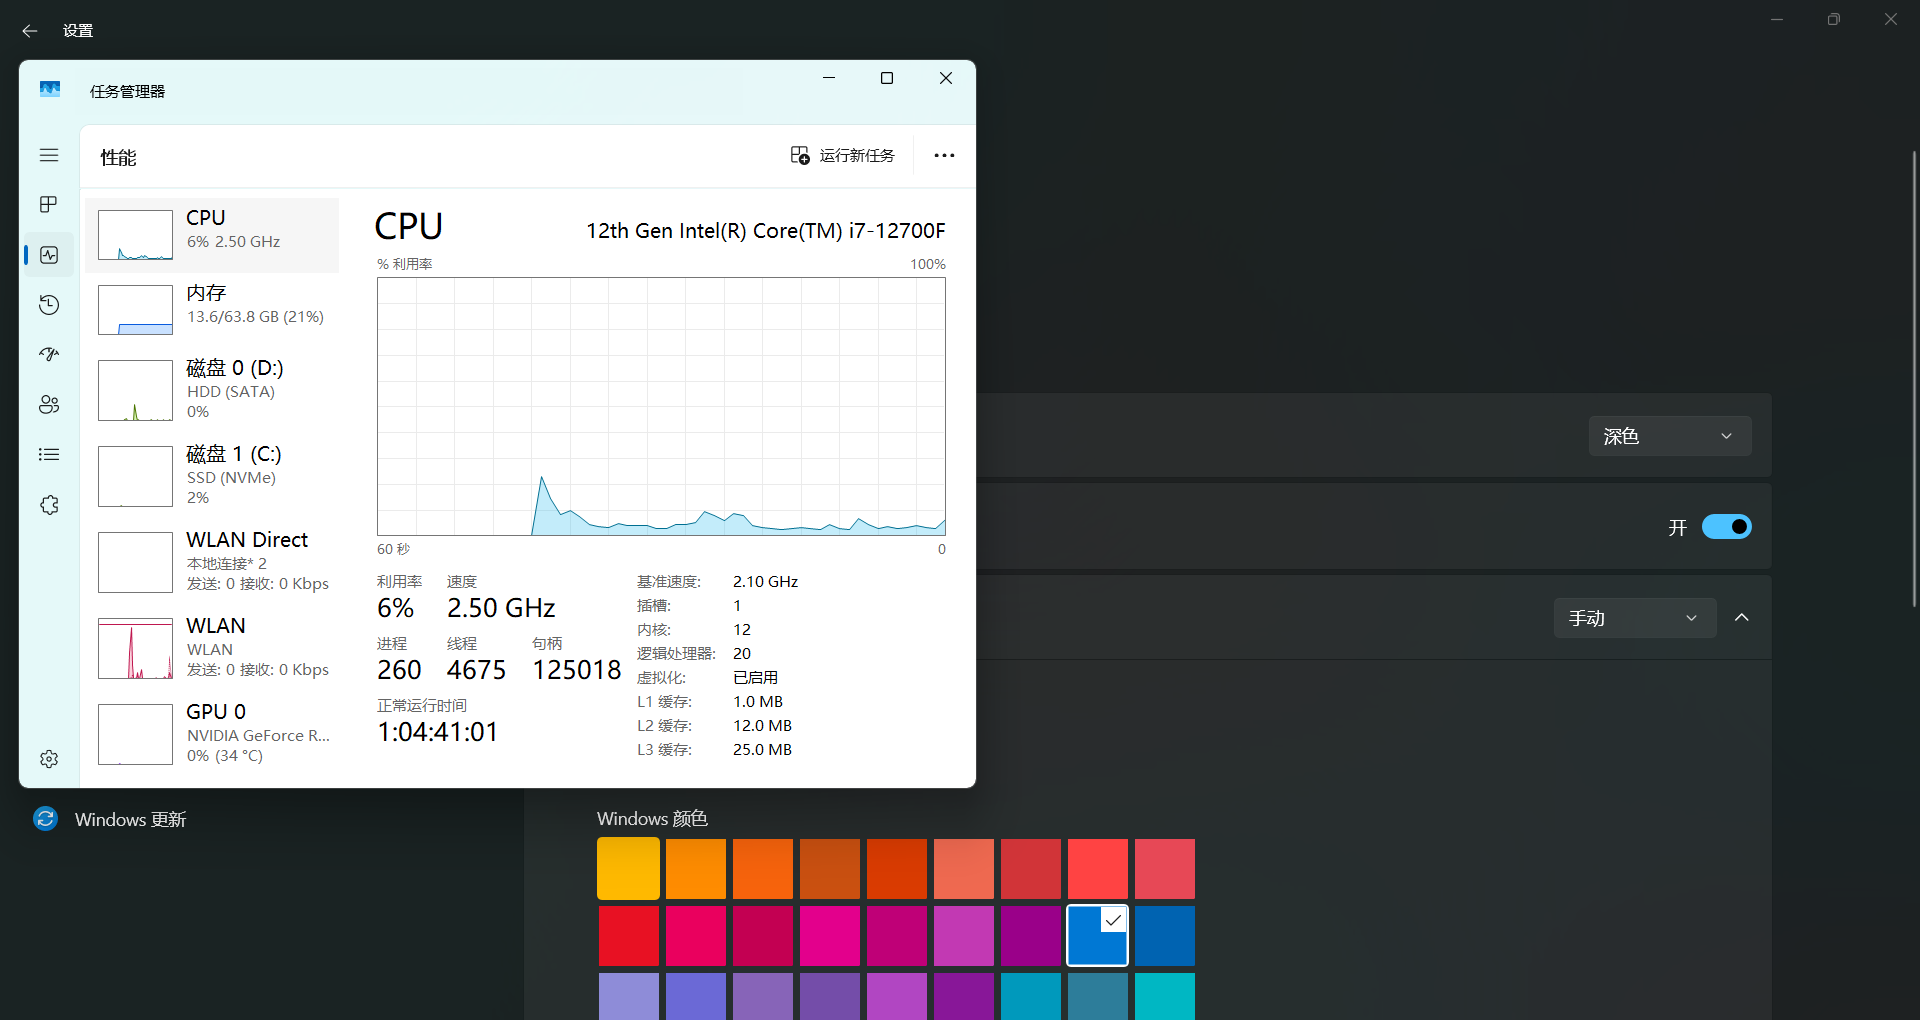 设置
任务管理器
性能
运行新任务
CPU
6% 2.50 GHz
内存
13.6/63.8 GB (21%)
磁盘 0 (D:)
HDD (SATA)
0%
磁盘 1 (C:)
SSD (NVMe)
2%
WLAN Direct
本地连接* 2
发送: 0 接收: 0 Kbps
WLAN
WLAN
发送: 0 接收: 0 Kbps
GPU 0
NVIDIA GeForce R...
0% (34 °C)
CPU
12th Gen Intel(R) Core(TM) i7-12700F
% 利用率
100%
60 秒
0
利用率 速度
6% 2.50 GHz
进程 线程 句柄
260 4675 125018
正常运行时间
1:04:41:01
基准速度: 2.10 GHz
插槽: 1
内核: 12
逻辑处理器: 20
虚拟化: 已启用
L1 缓存: 1.0 MB
L2 缓存: 12.0 MB
L3 缓存: 25.0 MB
深色
开
手动
Windows 更新
Windows 颜色